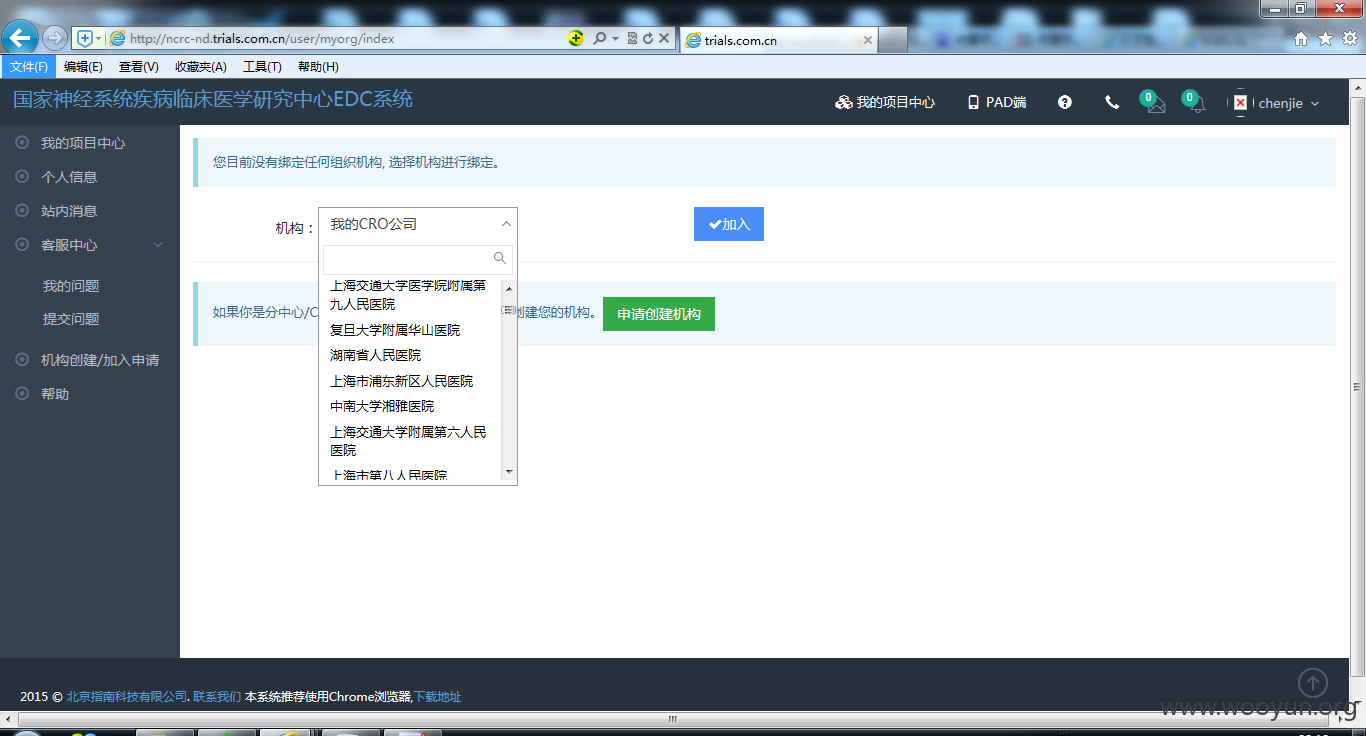 http://ncrc-nd.trials.com.cn/user/myorg/index
trials.com.cn
文件(F) 编辑(E) 查看(V) 收藏夹(A) 工具(T) 帮助(H)
国家神经系统疾病临床医学研究中心EDC系统
我的项目中心 PAD端 0 0 chenjie
我的项目中心
个人信息
站内消息
客服中心
我的问题
提交问题
机构创建/加入申请
帮助
您目前没有绑定任何组织机构, 选择机构进行绑定。
机构： 我的CRO公司 加入
上海交通大学医学院附属第
九人民医院
复旦大学附属华山医院
湖南省人民医院
上海市浦东新区人民医院
中南大学湘雅医院
上海交通大学附属第六人民
医院
上海市第八人民医院
如果你是分中心/C 创建您的机构。 申请创建机构
2015 © 北京指南科技有限公司. 联系我们 本系统推荐使用Chrome浏览器,下载地址
www.wooyun.org